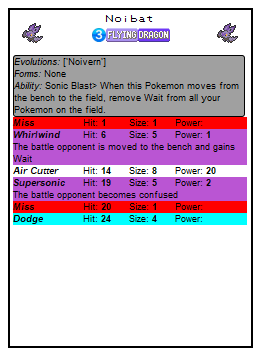 Noibat
3 FLYING DRAGON
Evolutions: ['Noivern']
Forms: None
Ability: Sonic Blast> When this Pokemon moves from
the bench to the field, remove Wait from all your
Pokemon on the field.
Miss Hit: 1 Size: 1 Power:
Whirlwind Hit: 6 Size: 5 Power: 1
The battle opponent is moved to the bench and gains
Wait
Air Cutter Hit: 14 Size: 8 Power: 20
Supersonic Hit: 19 Size: 5 Power: 2
The battle opponent becomes confused
Miss Hit: 20 Size: 1 Power:
Dodge Hit: 24 Size: 4 Power: